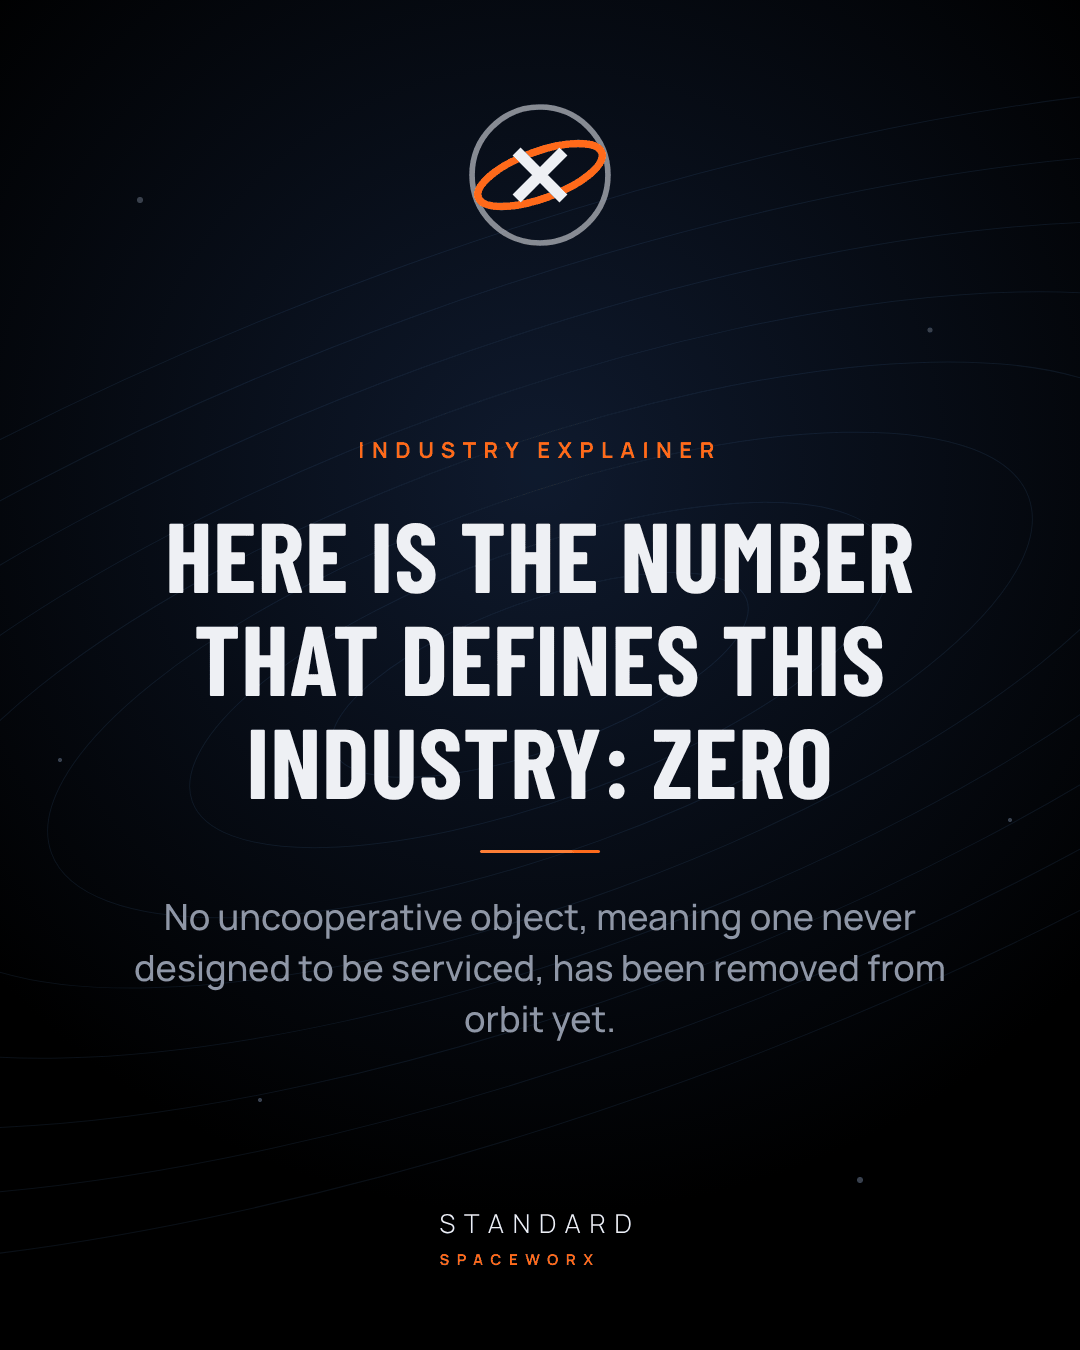 INDUSTRY EXPLAINER
HERE IS THE NUMBER
THAT DEFINES THIS
INDUSTRY: ZERO
No uncooperative object, meaning one never
designed to be serviced, has been removed from
orbit yet.
STANDARD
SPACEWORX